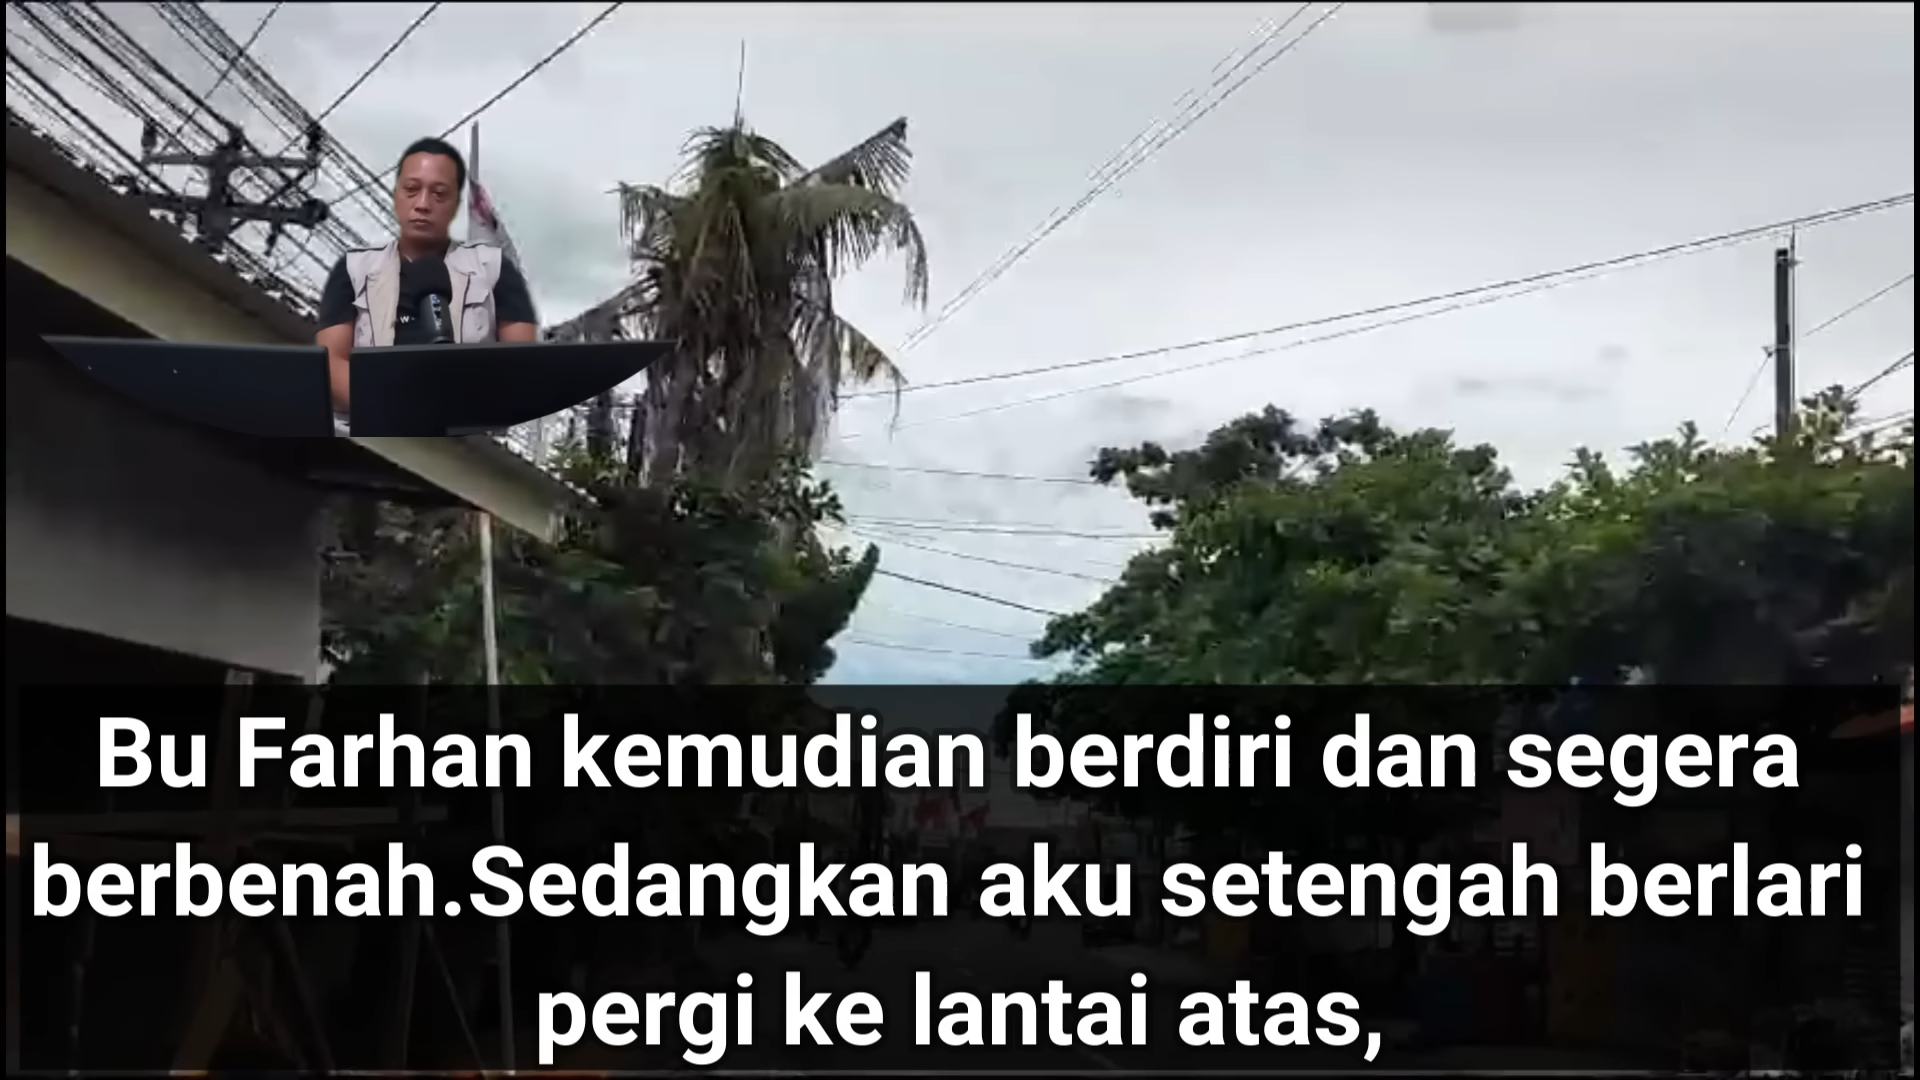 Bu Farhan kemudian berdiri dan segera
berbenah.Sedangkan aku setengah berlari
pergi ke lantai atas,